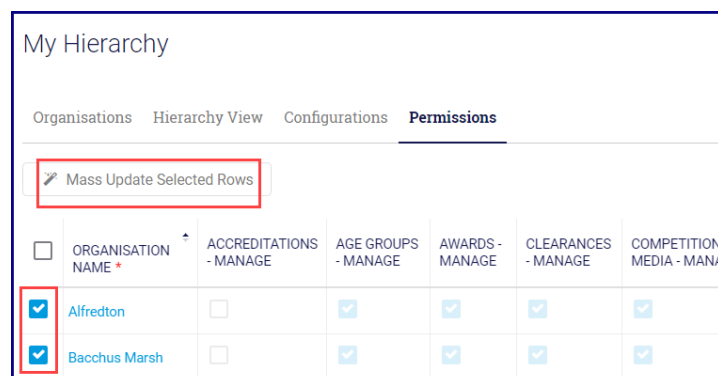 My Hierarchy
Organisations Hierarchy View Configurations Permissions
Mass Update Selected Rows
ORGANISATION ACCREDITATIONS AGE GROUPS AWARDS - CLEARANCES COMPETITION
NAME * - MANAGE - MANAGE MANAGE - MANAGE MEDIA - MANA
Alfredton
Bacchus Marsh